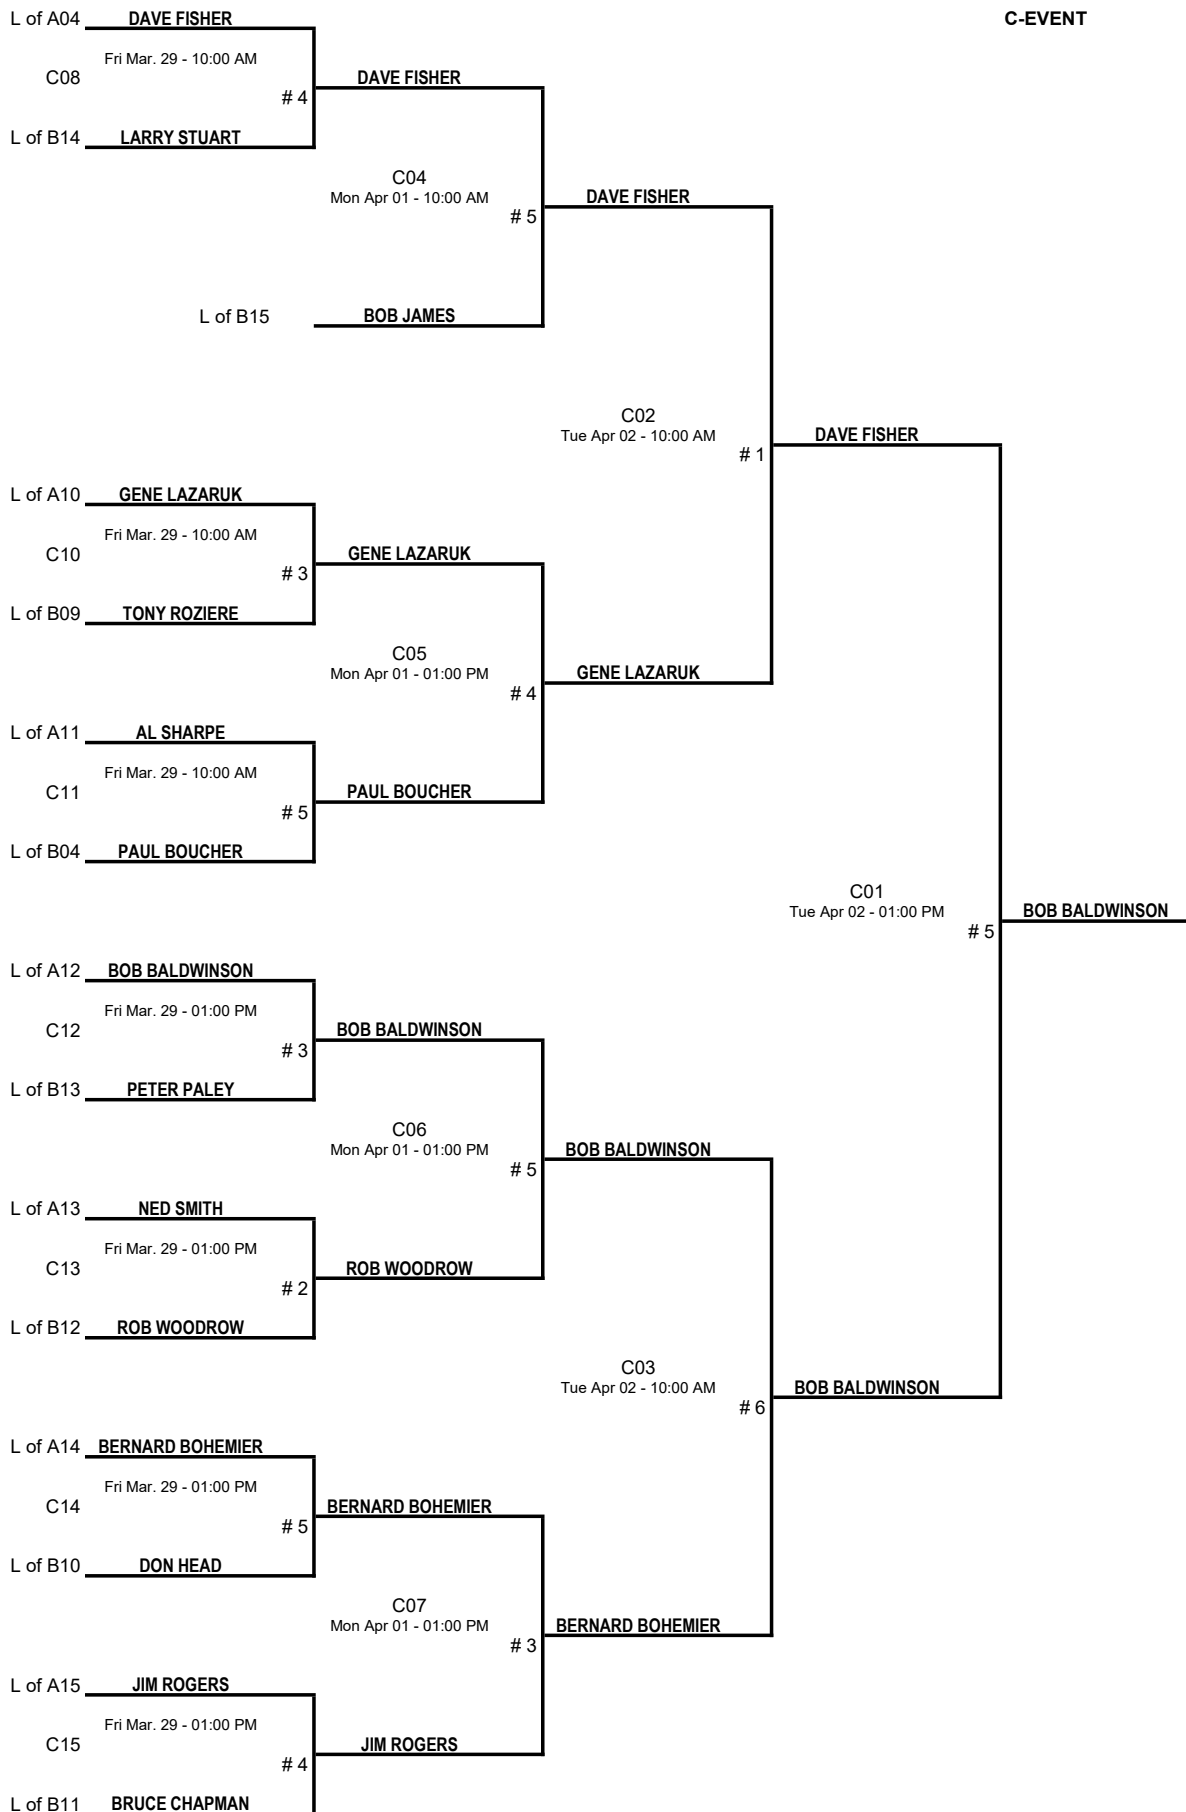 L of A04 DAVE FISHER
C-EVENT
Fri Mar. 29 - 10:00 AM
C08
DAVE FISHER
# 4
L of B14 LARRY STUART
C04
Mon Apr 01 - 10:00 AM
DAVE FISHER
# 5
L of B15 BOB JAMES
C02
Tue Apr 02 - 10:00 AM
DAVE FISHER
# 1
L of A10 GENE LAZARUK
Fri Mar. 29 - 10:00 AM
C10
GENE LAZARUK
# 3
L of B09 TONY ROZIERE
C05
Mon Apr 01 - 01:00 PM
GENE LAZARUK
# 4
L of A11 AL SHARPE
Fri Mar. 29 - 10:00 AM
C11
PAUL BOUCHER
# 5
L of B04 PAUL BOUCHER
C01
Tue Apr 02 - 01:00 PM
BOB BALDWINSON
# 5
L of A12 BOB BALDWINSON
Fri Mar. 29 - 01:00 PM
C12
BOB BALDWINSON
# 3
L of B13 PETER PALEY
C06
Mon Apr 01 - 01:00 PM
BOB BALDWINSON
# 5
L of A13 NED SMITH
Fri Mar. 29 - 01:00 PM
C13
ROB WOODROW
# 2
L of B12 ROB WOODROW
C03
Tue Apr 02 - 10:00 AM
BOB BALDWINSON
# 6
L of A14 BERNARD BOHEMIER
Fri Mar. 29 - 01:00 PM
C14
BERNARD BOHEMIER
# 5
L of B10 DON HEAD
C07
Mon Apr 01 - 01:00 PM
BERNARD BOHEMIER
# 3
L of A15 JIM ROGERS
Fri Mar. 29 - 01:00 PM
C15
JIM ROGERS
# 4
L of B11 BRUCE CHAPMAN